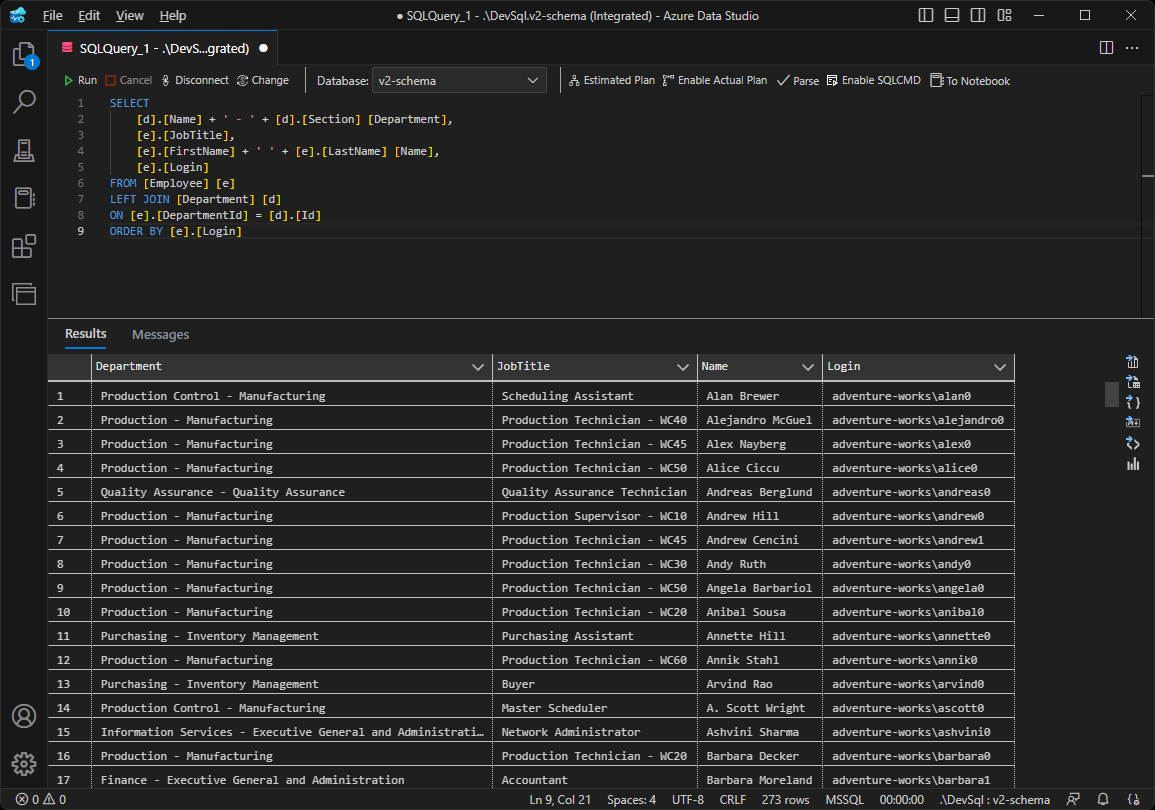 File Edit View Help ● SQLQuery_1 - .\DevSql.v2-schema (Integrated) - Azure Data Studio
1
SQLQuery_1 - .\DevS...grated) ●
Run Cancel Disconnect Change Database: v2-schema Estimated Plan Enable Actual Plan Parse Enable SQLCMD To Notebook
1 SELECT
2 [d].[Name] + ' - ' + [d].[Section] [Department],
3 [e].[JobTitle],
4 [e].[FirstName] + ' ' + [e].[LastName] [Name],
5 [e].[Login]
6 FROM [Employee] [e]
7 LEFT JOIN [Department] [d]
8 ON [e].[DepartmentId] = [d].[Id]
9 ORDER BY [e].[Login]
Results Messages
Department JobTitle Name Login
1 Production Control - Manufacturing Scheduling Assistant Alan Brewer adventure-works\alan0
2 Production - Manufacturing Production Technician - WC40 Alejandro McGuel adventure-works\alejandro0
3 Production - Manufacturing Production Technician - WC45 Alex Nayberg adventure-works\alex0
4 Production - Manufacturing Production Technician - WC50 Alice Ciccu adventure-works\alice0
5 Quality Assurance - Quality Assurance Quality Assurance Technician Andreas Berglund adventure-works\andreas0
6 Production - Manufacturing Production Supervisor - WC10 Andrew Hill adventure-works\andrew0
7 Production - Manufacturing Production Technician - WC45 Andrew Cencini adventure-works\andrew1
8 Production - Manufacturing Production Technician - WC30 Andy Ruth adventure-works\andy0
9 Production - Manufacturing Production Technician - WC50 Angela Barbariol adventure-works\angela0
10 Production - Manufacturing Production Technician - WC20 Anibal Sousa adventure-works\anibal0
11 Purchasing - Inventory Management Purchasing Assistant Annette Hill adventure-works\annette0
12 Production - Manufacturing Production Technician - WC60 Annik Stahl adventure-works\annik0
13 Purchasing - Inventory Management Buyer Arvind Rao adventure-works\arvind0
14 Production Control - Manufacturing Master Scheduler A. Scott Wright adventure-works\ascott0
15 Information Services - Executive General and Administrati… Network Administrator Ashvini Sharma adventure-works\ashvini0
16 Production - Manufacturing Production Technician - WC20 Barbara Decker adventure-works\barbara0
17 Finance - Executive General and Administration Accountant Barbara Moreland adventure-works\barbara1
0 0 Ln 9, Col 21 Spaces: 4 UTF-8 CRLF 273 rows MSSQL 00:00:00 .\DevSql : v2-schema